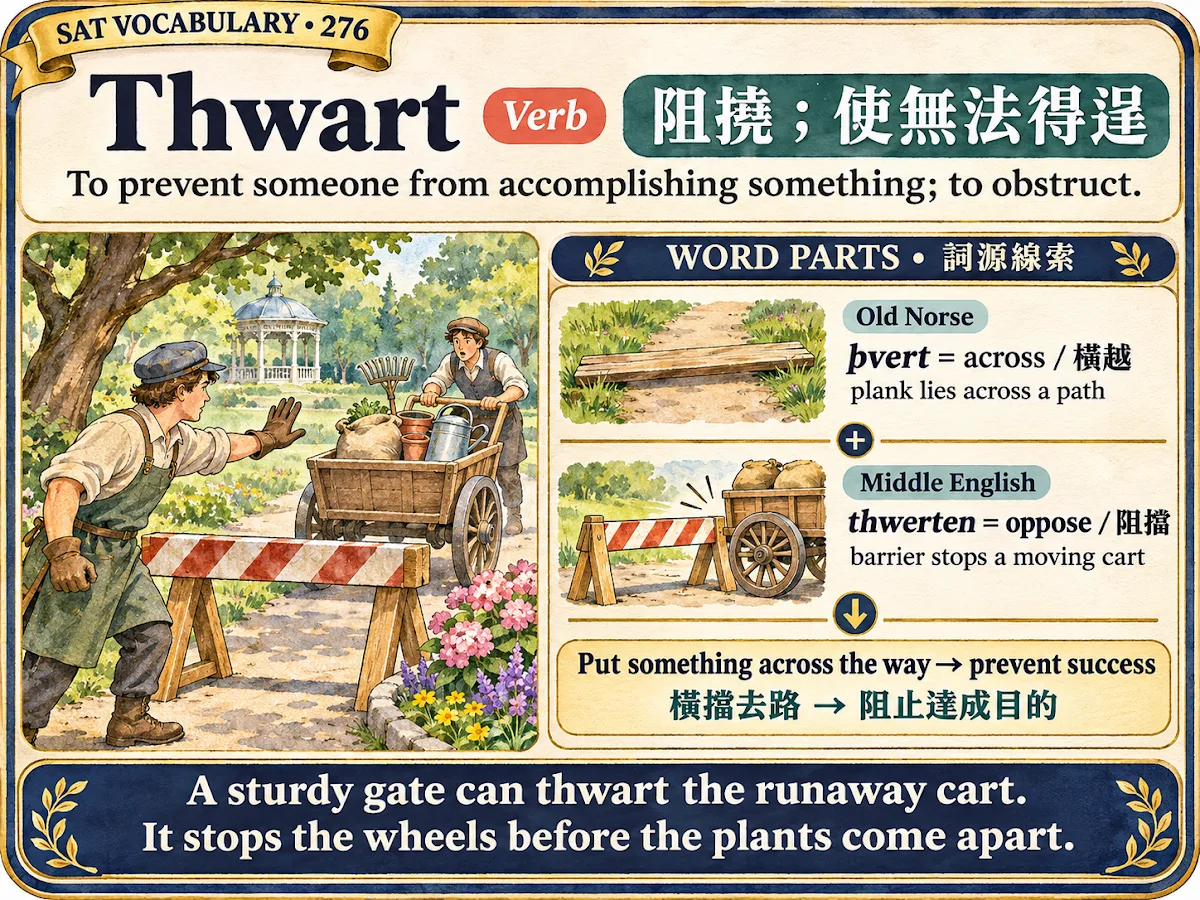 SAT VOCABULARY • 276
Thwart
Verb
阻撓；使無法得逞
To prevent someone from accomplishing something; to obstruct.
WORD PARTS • 詞源線索
Old Norse
þvert = across / 橫越
plank lies across a path
+
Middle English
thwerten = oppose / 阻擋
barrier stops a moving cart
↓
Put something across the way → prevent success
橫擋去路 → 阻止達成目的
A sturdy gate can thwart the runaway cart.
It stops the wheels before the plants come apart.